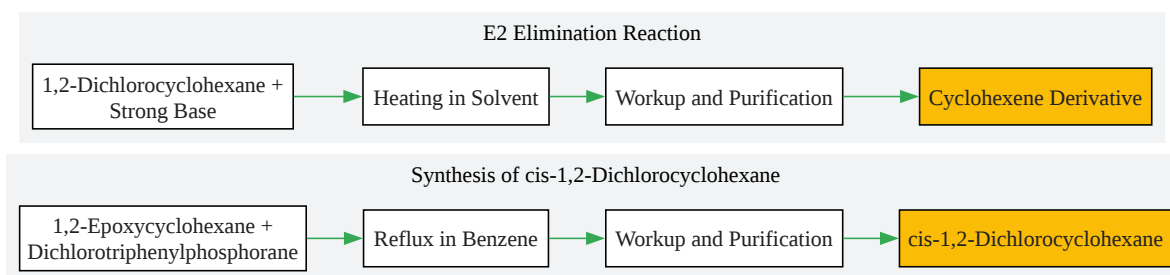 E2 Elimination Reaction
1,2-Dichlorocyclohexane +
Strong Base
Heating in Solvent
Workup and Purification
Cyclohexene Derivative
Synthesis of cis-1,2-Dichlorocyclohexane
1,2-Epoxycyclohexane +
Dichlorotriphenylphosphorane
Reflux in Benzene
Workup and Purification
cis-1,2-Dichlorocyclohexane